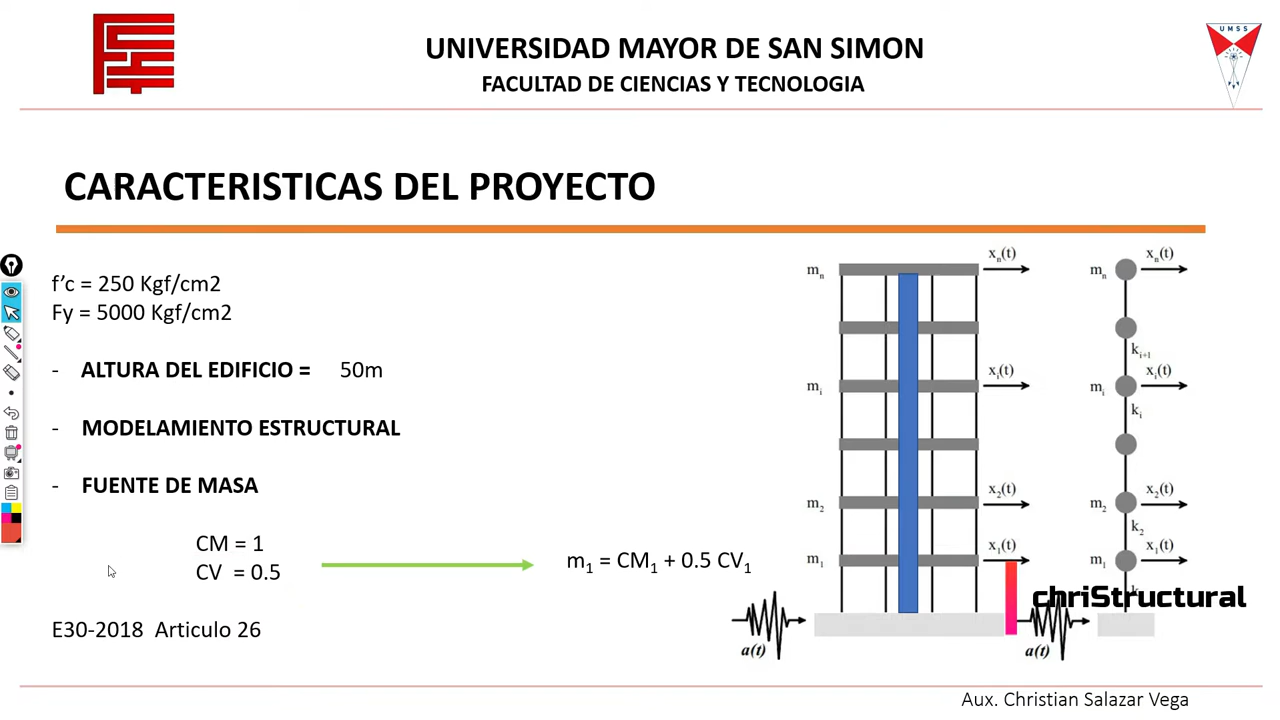 UNIVERSIDAD MAYOR DE SAN SIMON
FACULTAD DE CIENCIAS Y TECNOLOGIA
UMSS
CARACTERISTICAS DEL PROYECTO
f’c = 250 Kgf/cm2
Fy = 5000 Kgf/cm2
- ALTURA DEL EDIFICIO = 50m
- MODELAMIENTO ESTRUCTURAL
- FUENTE DE MASA
CM = 1
CV = 0.5
m₁ = CM₁ + 0.5 CV₁
E30-2018 Articulo 26
mₙ xₙ(t)
mᵢ xᵢ(t)
m₂ x₂(t)
m₁ x₁(t)
a(t)
mₙ xₙ(t)
kᵢ₊₁
mᵢ xᵢ(t)
kᵢ
m₂ x₂(t)
k₂
m₁ x₁(t)
a(t)
chriStructural
Aux. Christian Salazar Vega